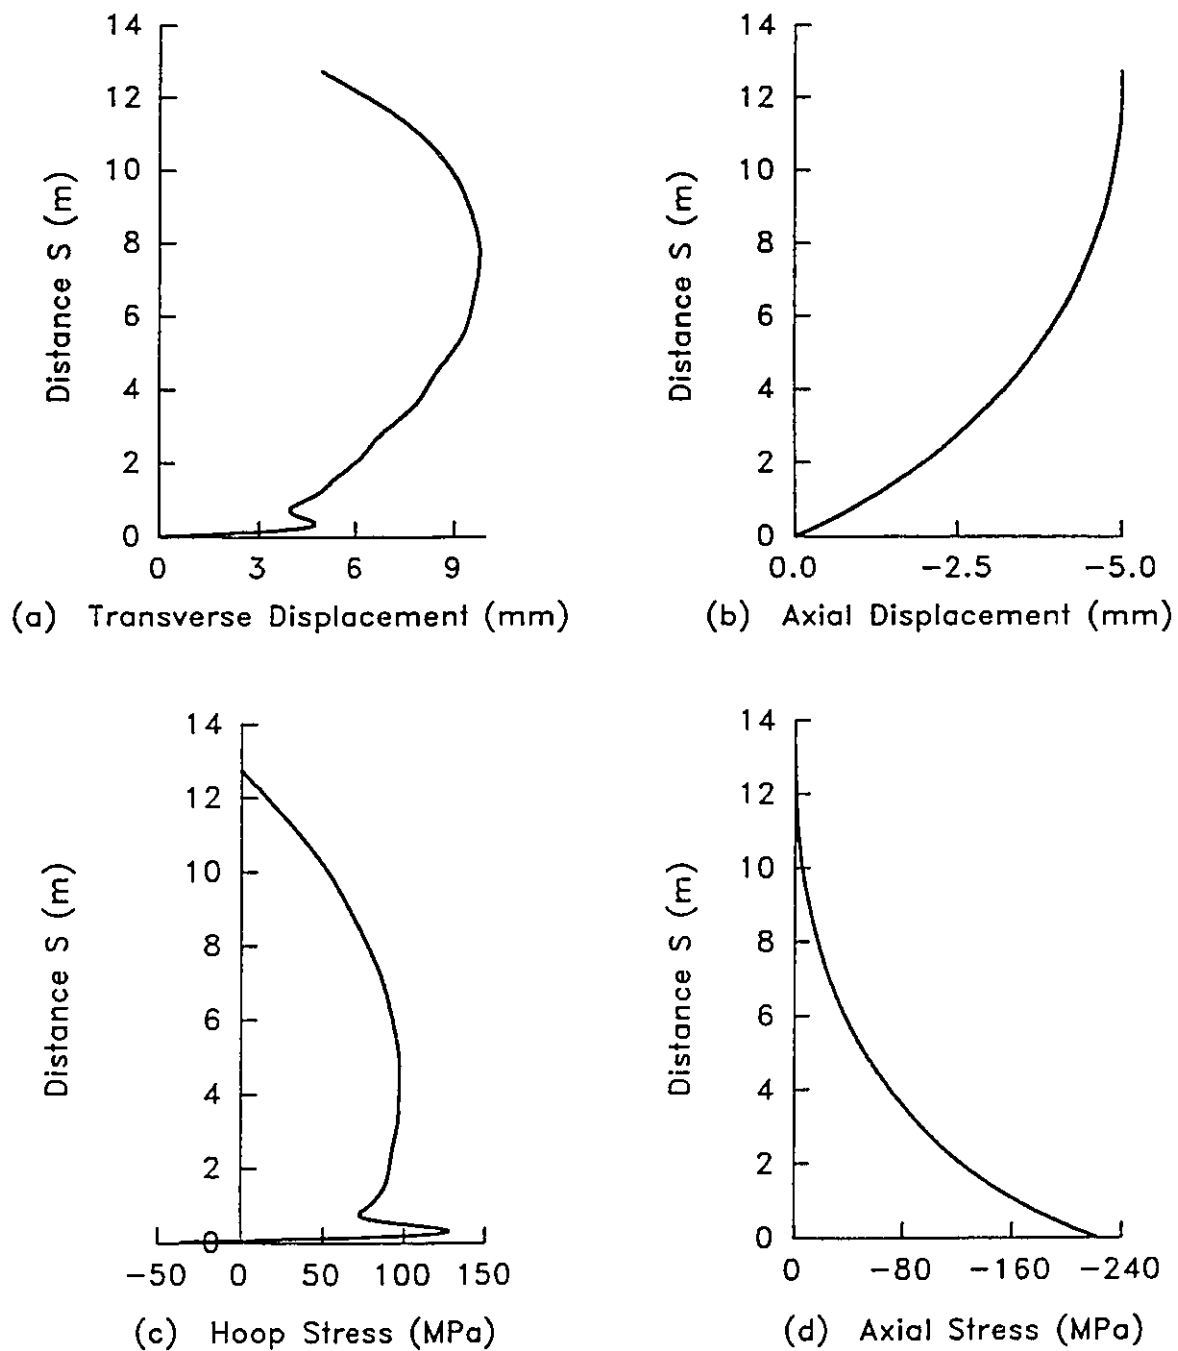 14
12
10
8
6
4
2
0
Distance S (m)
0 3 6 9
(a) Transverse Displacement (mm)
14
12
10
8
6
4
2
0
Distance S (m)
0.0 -2.5 -5.0
(b) Axial Displacement (mm)
14
12
10
8
6
4
2
0
Distance S (m)
-50 0 50 100 150
(c) Hoop Stress (MPa)
14
12
10
8
6
4
2
0
Distance S (m)
0 -80 -160 -240
(d) Axial Stress (MPa)